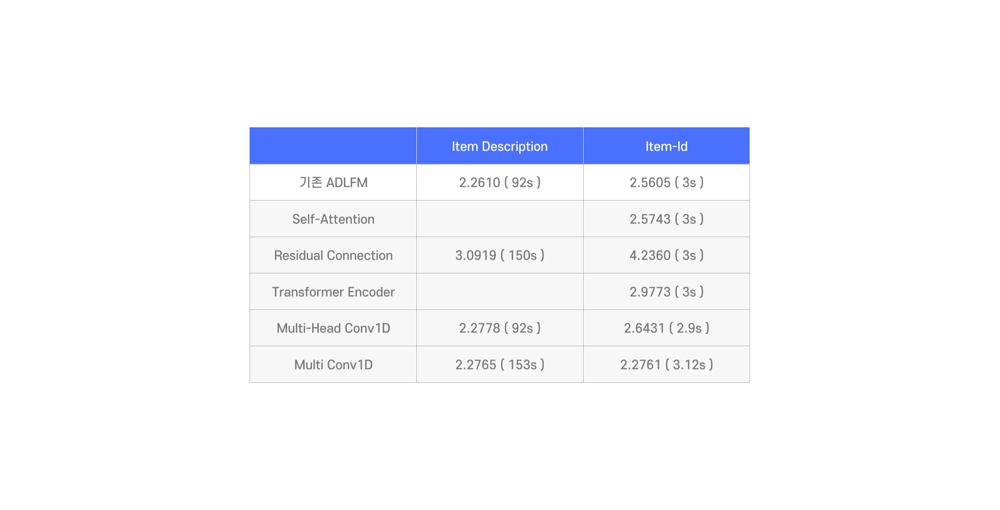 Item Description Item-Id
기존 ADLFM 2.2610 ( 92s ) 2.5605 ( 3s )
Self-Attention 2.5743 ( 3s )
Residual Connection 3.0919 ( 150s ) 4.2360 ( 3s )
Transformer Encoder 2.9773 ( 3s )
Multi-Head Conv1D 2.2778 ( 92s ) 2.6431 ( 2.9s )
Multi Conv1D 2.2765 ( 153s ) 2.2761 ( 3.12s )